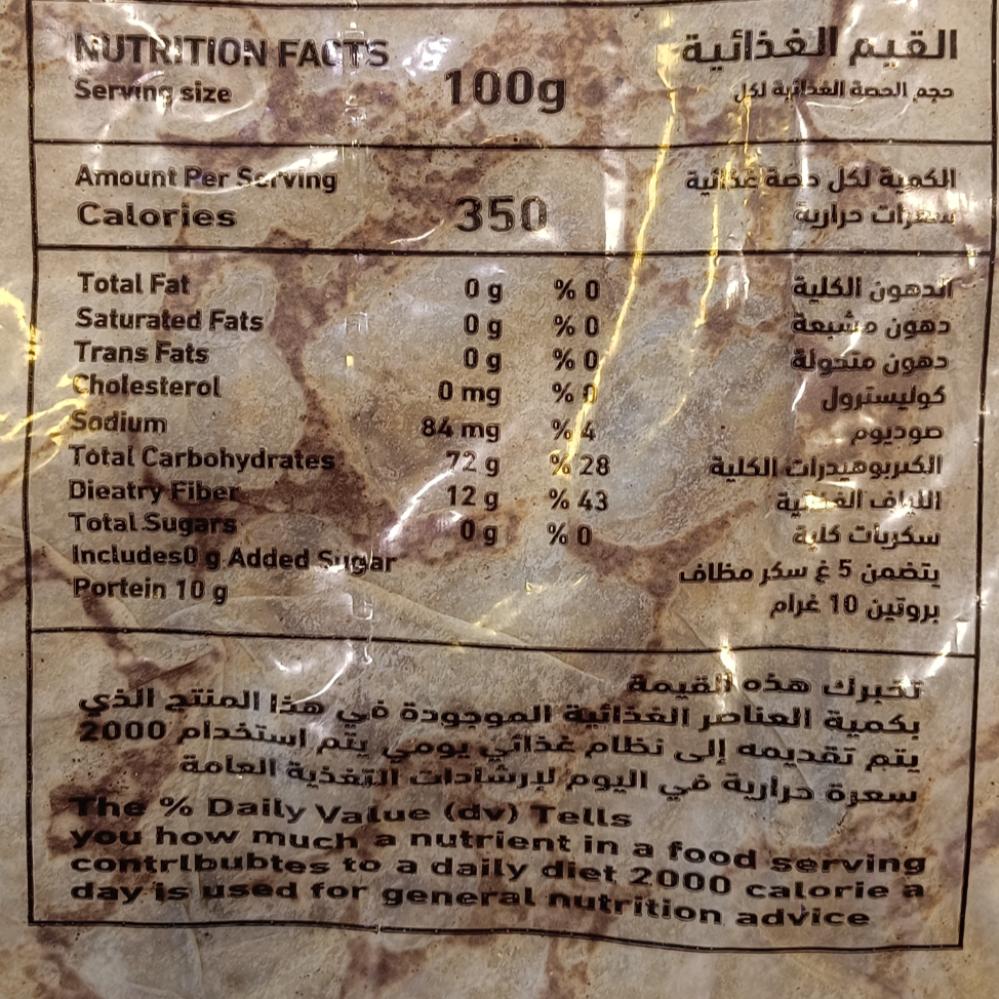 NUTRITION FACTS القيم الغذائية
Serving size 100g حجم الحصة الغذائية لكل
Amount Per Serving الكمية لكل حصة غذائية
Calories 350 سعرات حرارية
Total Fat 0 g % 0 الدهون الكلية
Saturated Fats 0 g % 0 دهون مشبعة
Trans Fats 0 g % 0 دهون متحولة
Cholesterol 0 mg % 0 كوليسترول
Sodium 84 mg % 4 صوديوم
Total Carbohydrates 72 g % 28 الكربوهيدرات الكلية
Dieatry Fiber 12 g % 43 اللياف الغذائية
Total Sugars 0 g % 0 سكريات كلية
Includes0 g Added Sugar يتضمن 5 غ سكر مظاف
Portein 10 g بروتين 10 غرام
تخبرك هذه القيمة
بكمية العناصر الغذائية الموجودة في هذا المنتج الذي
يتم تقديمه إلى نظام غذائي يومي يتم استخدام 2000
سعرة حرارية في اليوم لإرشادات التغذية العامة
The % Daily Value (dv) Tells
you how much a nutrient in a food serving
contrlbubtes to a daily diet 2000 calorie a
day is used for general nutrition advice